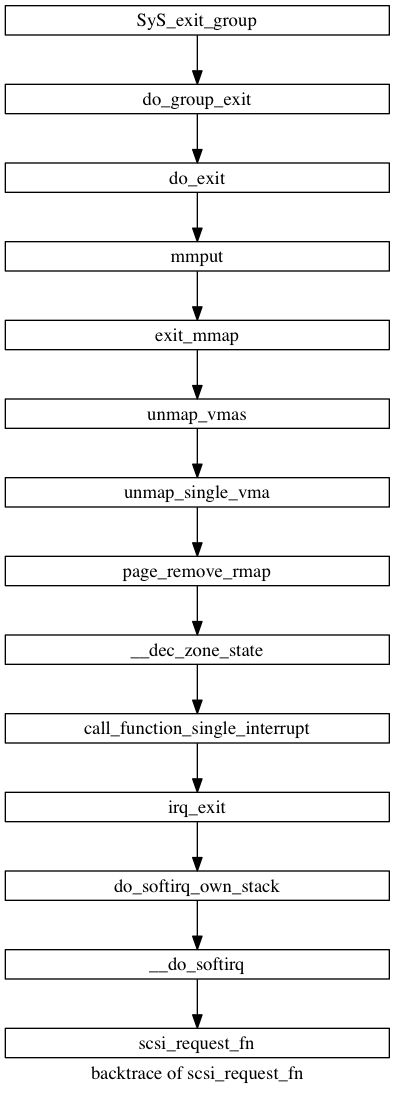 SyS_exit_group
do_group_exit
do_exit
mmput
exit_mmap
unmap_vmas
unmap_single_vma
page_remove_rmap
__dec_zone_state
call_function_single_interrupt
irq_exit
do_softirq_own_stack
__do_softirq
scsi_request_fn
backtrace of scsi_request_fn